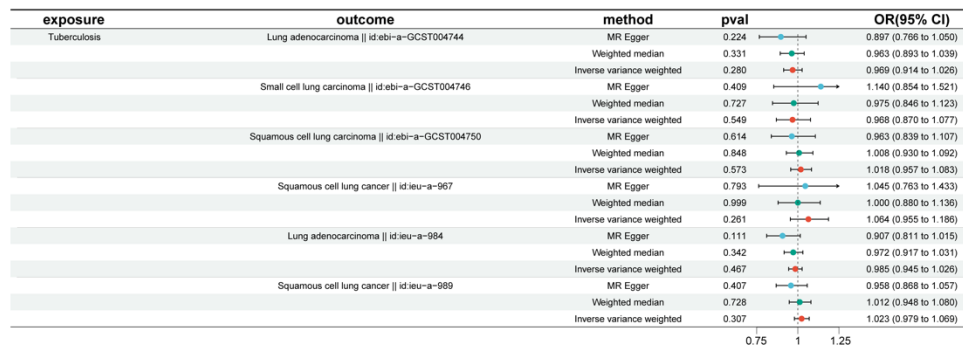 exposure outcome method pval OR(95% CI)
Tuberculosis Lung adenocarcinoma || id:ebi-a-GCST004744 MR Egger 0.224 0.897 (0.766 to 1.050)
Weighted median 0.331 0.963 (0.893 to 1.039)
Inverse variance weighted 0.280 0.969 (0.914 to 1.026)
Small cell lung carcinoma || id:ebi-a-GCST004746 MR Egger 0.409 1.140 (0.854 to 1.521)
Weighted median 0.727 0.975 (0.846 to 1.123)
Inverse variance weighted 0.549 0.968 (0.870 to 1.077)
Squamous cell lung carcinoma || id:ebi-a-GCST004750 MR Egger 0.614 0.963 (0.839 to 1.107)
Weighted median 0.848 1.008 (0.930 to 1.092)
Inverse variance weighted 0.573 1.018 (0.957 to 1.083)
Squamous cell lung cancer || id:ieu-a-967 MR Egger 0.793 1.045 (0.763 to 1.433)
Weighted median 0.999 1.000 (0.880 to 1.136)
Inverse variance weighted 0.261 1.064 (0.955 to 1.186)
Lung adenocarcinoma || id:ieu-a-984 MR Egger 0.111 0.907 (0.811 to 1.015)
Weighted median 0.342 0.972 (0.917 to 1.031)
Inverse variance weighted 0.467 0.985 (0.945 to 1.026)
Squamous cell lung cancer || id:ieu-a-989 MR Egger 0.407 0.958 (0.868 to 1.057)
Weighted median 0.728 1.012 (0.948 to 1.080)
Inverse variance weighted 0.307 1.023 (0.979 to 1.069)
0.75 1 1.25